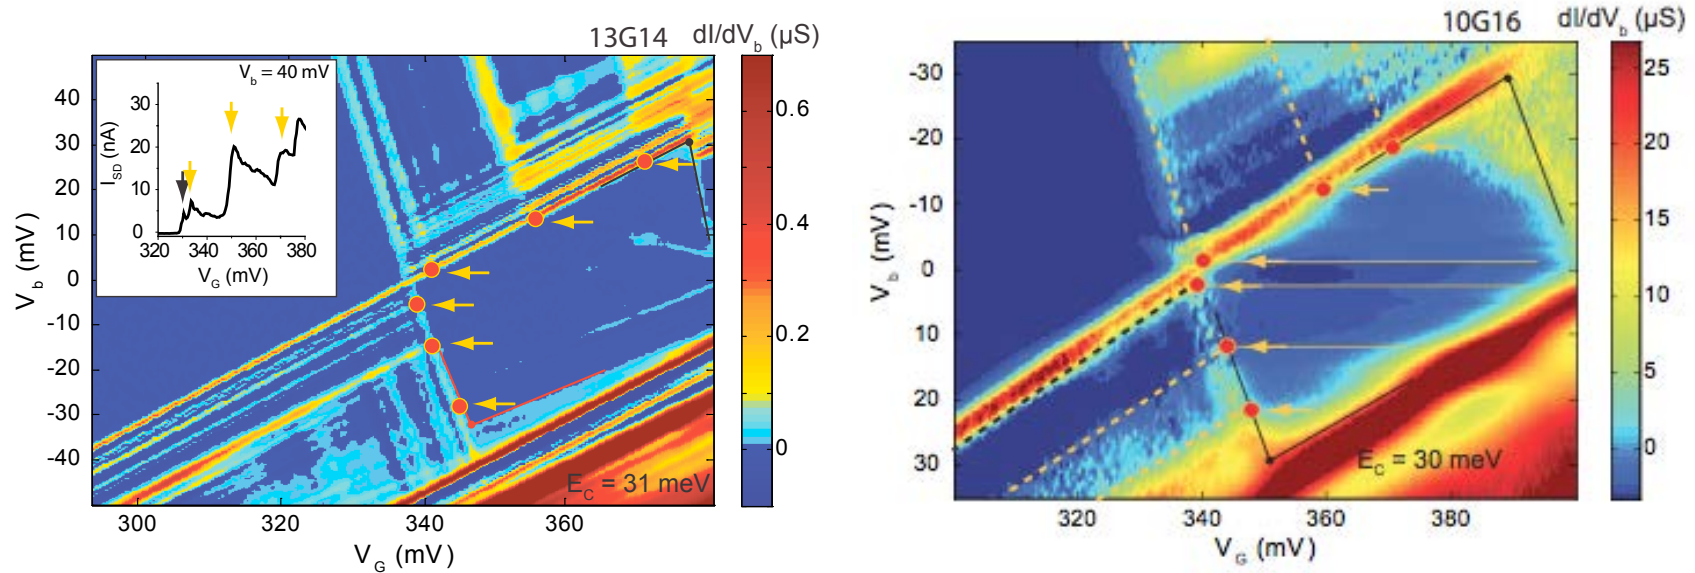 13G14 dI/dV_b (μS)
V_b = 40 mV
I_SD (nA)
30
20
10
0
320 340 360 380
V_G (mV)
V_b (mV)
40
30
20
10
0
-10
-20
-30
-40
E_C = 31 meV
300 320 340 360
V_G (mV)
0.6
0.4
0.2
0
10G16 dI/dV_b (μS)
V_b (mV)
-30
-20
-10
0
10
20
30
E_C = 30 meV
320 340 360 380
V_G (mV)
25
20
15
10
5
0